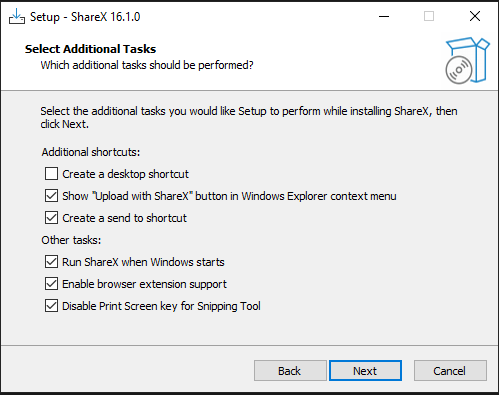 Setup - ShareX 16.1.0
Select Additional Tasks
Which additional tasks should be performed?
Select the additional tasks you would like Setup to perform while installing ShareX, then
click Next.
Additional shortcuts:
Create a desktop shortcut
Show "Upload with ShareX" button in Windows Explorer context menu
Create a send to shortcut
Other tasks:
Run ShareX when Windows starts
Enable browser extension support
Disable Print Screen key for Snipping Tool
Back Next Cancel